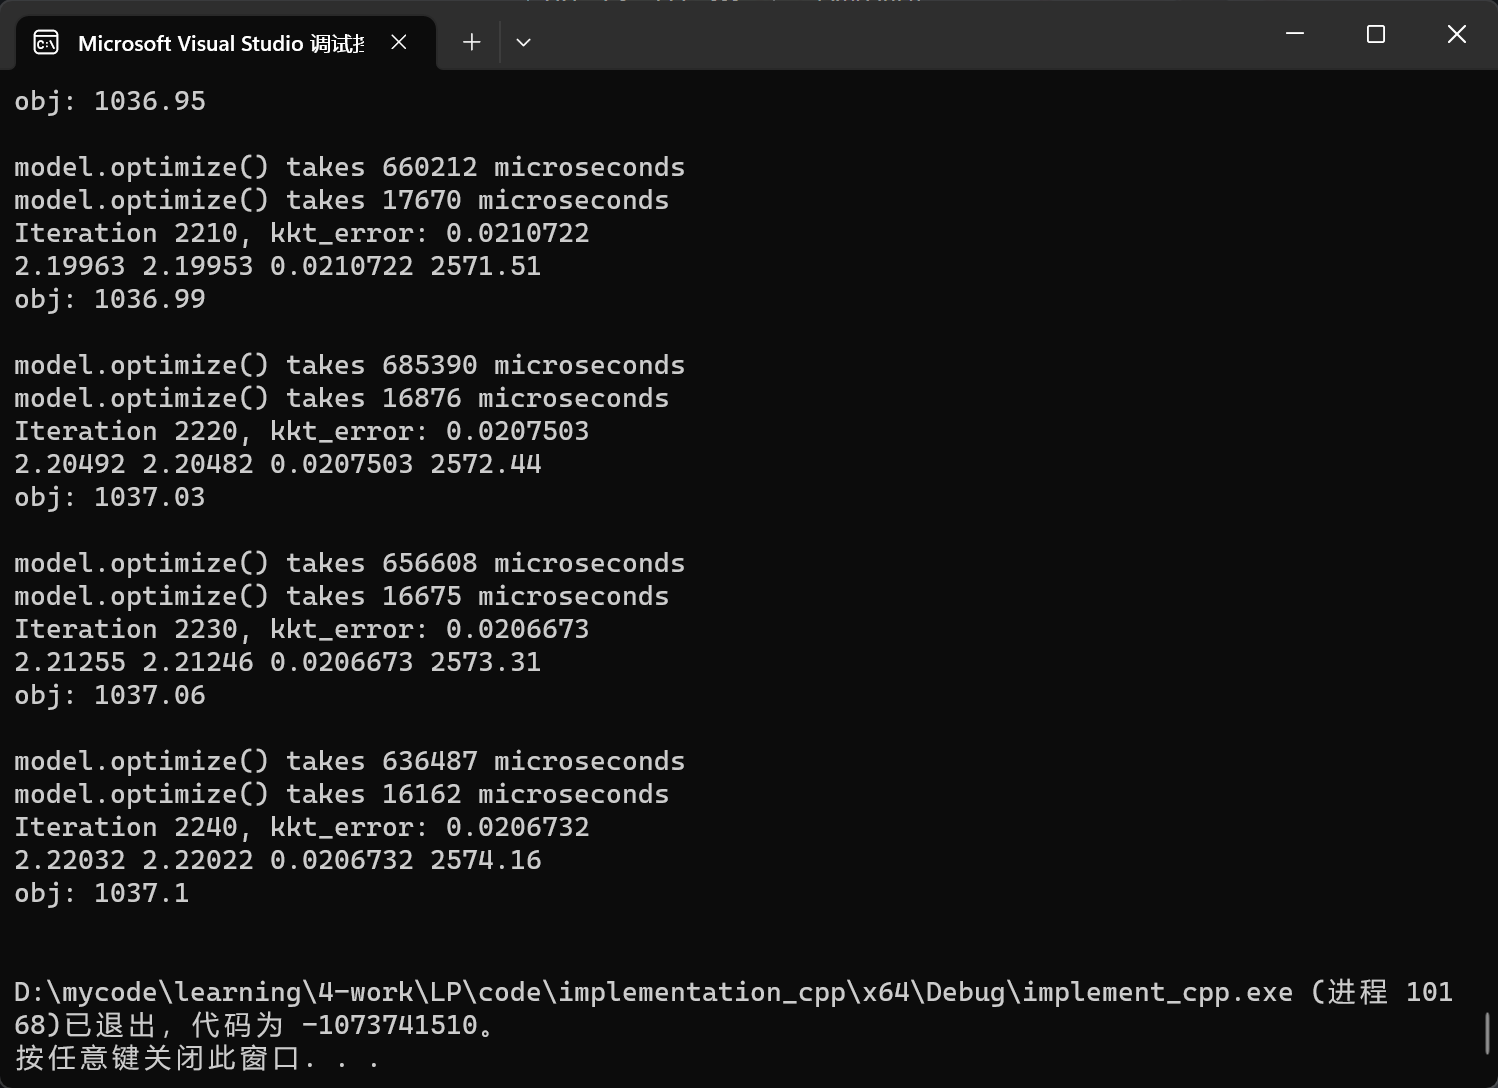 Microsoft Visual Studio 调试
obj: 1036.95
model.optimize() takes 660212 microseconds
model.optimize() takes 17670 microseconds
Iteration 2210, kkt_error: 0.0210722
2.19963 2.19953 0.0210722 2571.51
obj: 1036.99
model.optimize() takes 685390 microseconds
model.optimize() takes 16876 microseconds
Iteration 2220, kkt_error: 0.0207503
2.20492 2.20482 0.0207503 2572.44
obj: 1037.03
model.optimize() takes 656608 microseconds
model.optimize() takes 16675 microseconds
Iteration 2230, kkt_error: 0.0206673
2.21255 2.21246 0.0206673 2573.31
obj: 1037.06
model.optimize() takes 636487 microseconds
model.optimize() takes 16162 microseconds
Iteration 2240, kkt_error: 0.0206732
2.22032 2.22022 0.0206732 2574.16
obj: 1037.1
D:\mycode\learning\4-work\LP\code\implementation_cpp\x64\Debug\implement_cpp.exe (进程 101
68)已退出，代码为 -1073741510。
按任意键关闭此窗口. . .